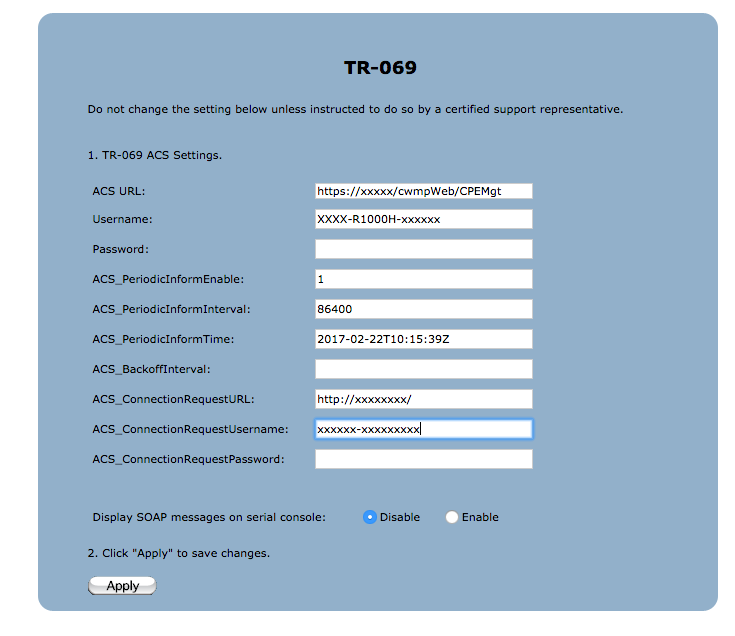 TR-069
Do not change the setting below unless instructed to do so by a certified support representative.
1. TR-069 ACS Settings.
ACS URL: https://xxxxx/cwmpWeb/CPEMgt
Username: XXXX-R1000H-xxxxxx
Password:
ACS_PeriodicInformEnable: 1
ACS_PeriodicInformInterval: 86400
ACS_PeriodicInformTime: 2017-02-22T10:15:39Z
ACS_BackoffInterval:
ACS_ConnectionRequestURL: http://xxxxxxxx/
ACS_ConnectionRequestUsername: xxxxxx-xxxxxxxxx
ACS_ConnectionRequestPassword:
Display SOAP messages on serial console: Disable Enable
2. Click "Apply" to save changes.
Apply